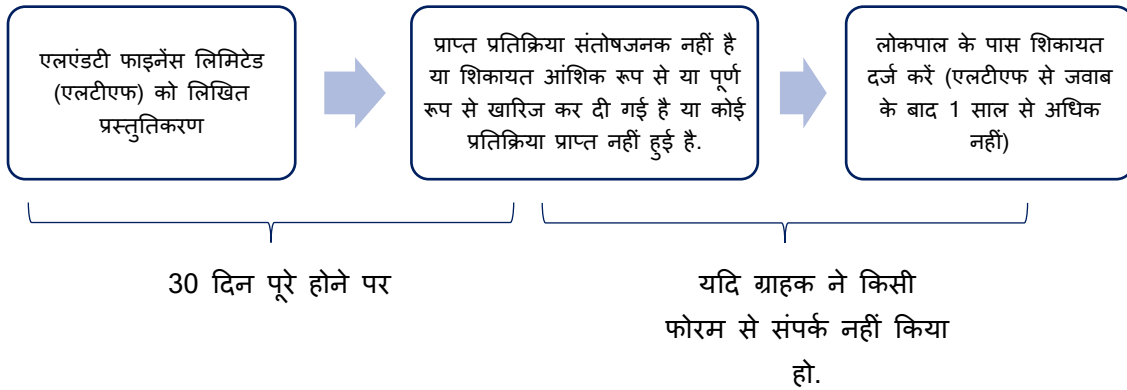 एलएंडटी फाइनेंस लिमिटेड
(एलटीएफ) को लिखित
प्रस्तुतिकरण
प्राप्त प्रतिक्रिया संतोषजनक नहीं है
या शिकायत आंशिक रूप से या पूर्ण
रूप से खारिज कर दी गई है या कोई
प्रतिक्रिया प्राप्त नहीं हुई है.
लोकपाल के पास शिकायत
दर्ज करें (एलटीएफ से जवाब
के बाद 1 साल से अधिक
नहीं)
30 दिन पूरे होने पर
यदि ग्राहक ने किसी
फोरम से संपर्क नहीं किया
हो.